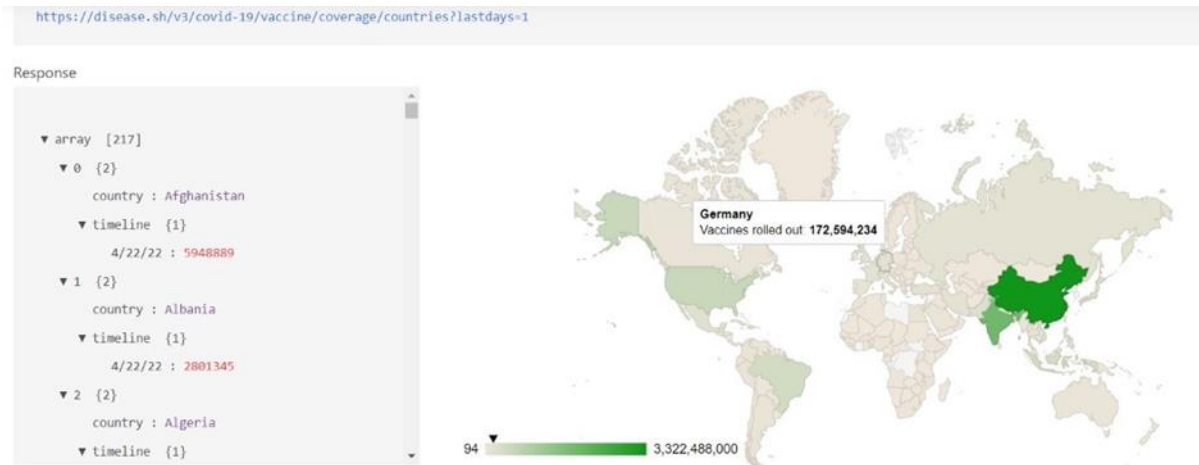 https://disease.sh/v3/covid-19/vaccine/coverage/countries?lastdays=1
Response
▼ array [217]
▼ 0 {2}
country : Afghanistan
▼ timeline {1}
4/22/22 : 5948889
▼ 1 {2}
country : Albania
▼ timeline {1}
4/22/22 : 2801345
▼ 2 {2}
country : Algeria
▼ timeline {1}
Germany
Vaccines rolled out: 172,594,234
94
3,322,488,000